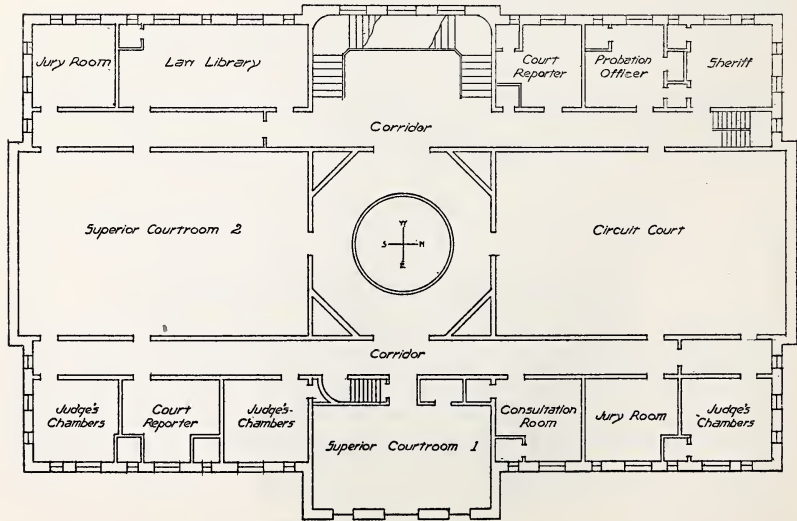 Jury Room
Law Library
Court
Reporter
Probation
Officer
Sheriff
Corridor
Superior Courtroom 2
W
S N
E
Circuit Court
Corridor
Judge's
Chambers
Court
Reporter
Judge's-
Chambers
Superior Courtroom 1
Consultation
Room
Jury Room
Judge's
Chambers